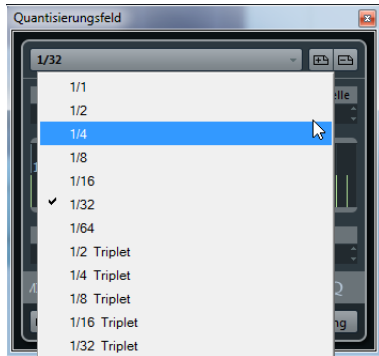 Quantisierungsfeld
1/32
1/1
1/2
1/4
1/8
1/16
1/32
1/64
1/2 Triplet
1/4 Triplet
1/8 Triplet
1/16 Triplet
1/32 Triplet